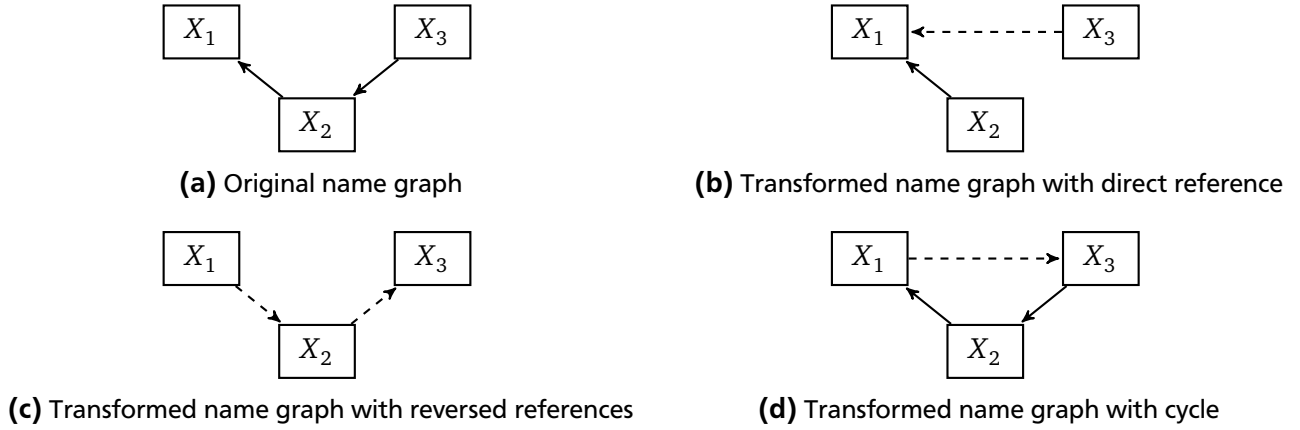 X₁ X₃ X₁ X₃
X₂ X₂
(a) Original name graph (b) Transformed name graph with direct reference
X₁ X₃ X₁ X₃
X₂ X₂
(c) Transformed name graph with reversed references (d) Transformed name graph with cycle